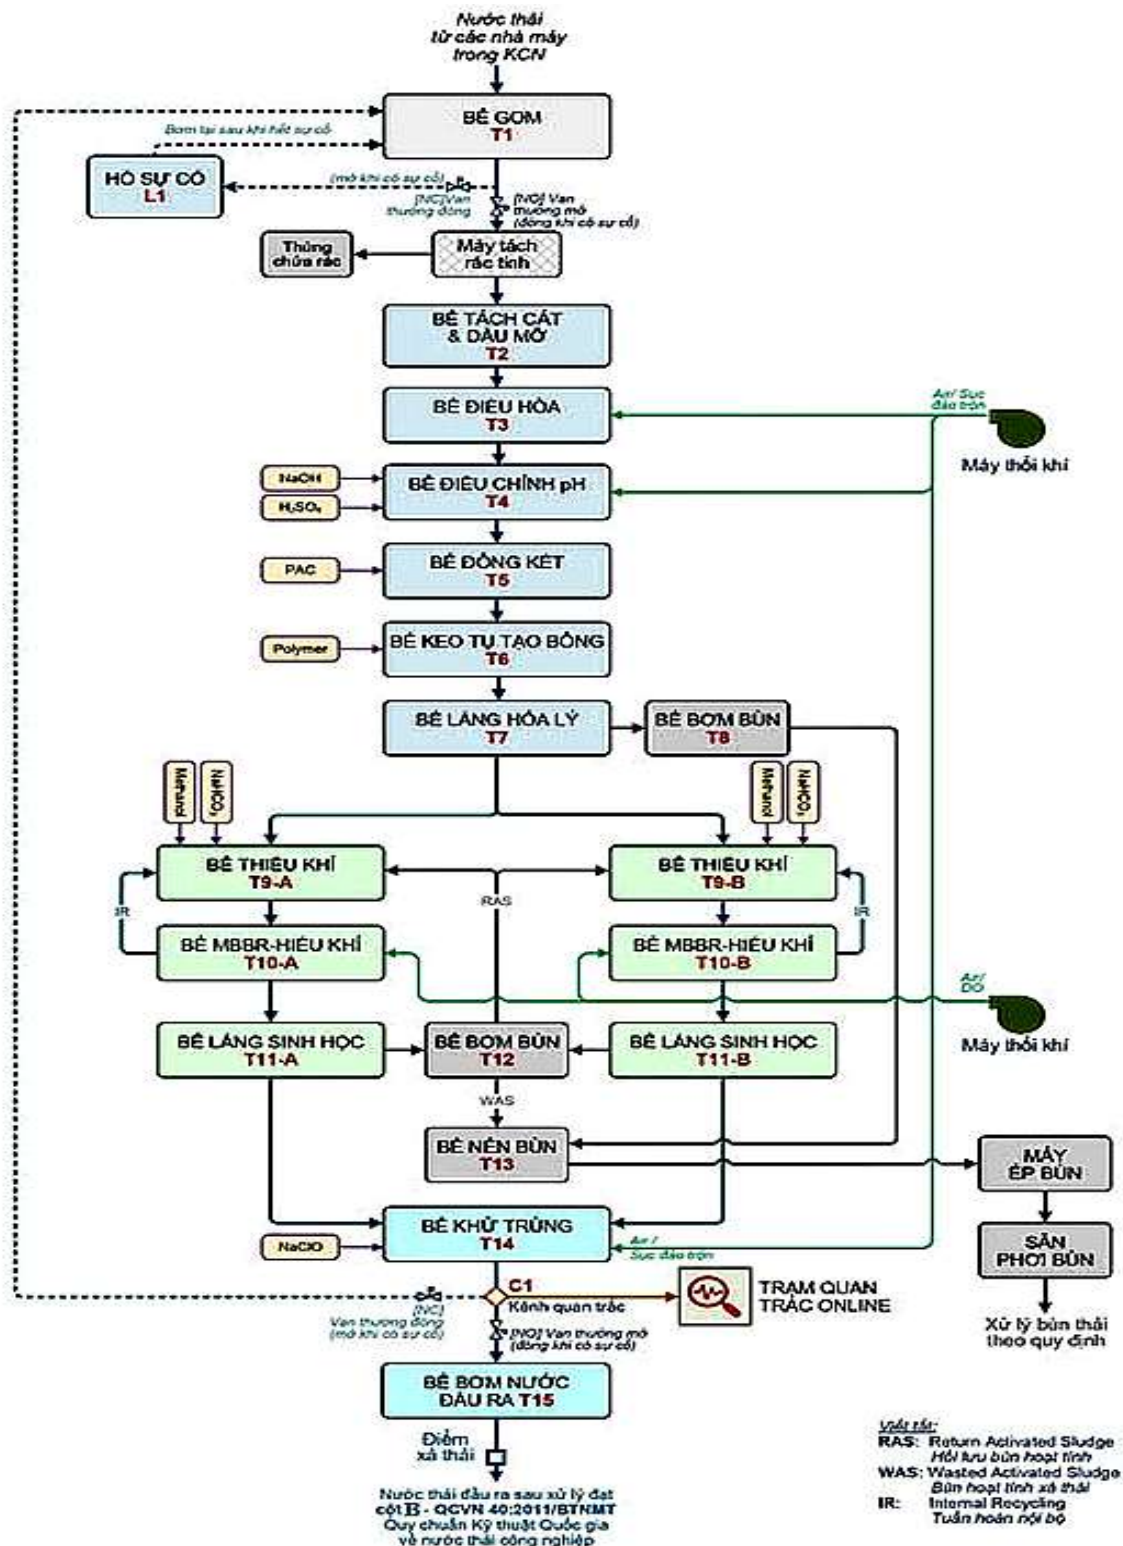 Nước thải
từ các nhà máy
trong KCN
BỂ GOM
T1
Bơm lại sau khi hết sự cố
HỒ SỰ CỐ
L1
(mở khi có sự cố)
[NC]Van
thường đóng
[NO] Van
thường mở
(đóng khi có sự cố)
Thùng
chứa rác
Máy tách
rác tinh
BỂ TÁCH CÁT
& DẦU MỠ
T2
BỂ ĐIỀU HÒA
T3
Air/ Sục
đảo trộn
Máy thổi khí
NaOH
H₂SO₄
BỂ ĐIỀU CHỈNH pH
T4
PAC
BỂ ĐÔNG KẾT
T5
Polymer
BỂ KEO TỤ TẠO BÔNG
T6
BỂ LẮNG HÓA LÝ
T7
BỂ BƠM BÙN
T8
Methanol
NaHCO₃
Methanol
NaHCO₃
BỂ THIẾU KHÍ
T9-A
BỂ THIẾU KHÍ
T9-B
IR
RAS
IR
BỂ MBBR-HIẾU KHÍ
T10-A
BỂ MBBR-HIẾU KHÍ
T10-B
Air/
DO
Máy thổi khí
BỂ LẮNG SINH HỌC
T11-A
BỂ BƠM BÙN
T12
BỂ LẮNG SINH HỌC
T11-B
WAS
BỂ NÉN BÙN
T13
MÁY
ÉP BÙN
BỂ KHỬ TRÙNG
T14
NaClO
Air /
Sục đảo trộn
SÂN
PHƠI BÙN
C1
Kênh quan trắc
TRẠM QUAN
TRẮC ONLINE
[NC]
Van thường đóng
(mở khi có sự cố)
[NO] Van thường mở
(đóng khi có sự cố)
Xử lý bùn thải
theo quy định
BỂ BƠM NƯỚC
ĐẦU RA T15
Điểm
xả thải
Nước thải đầu ra sau xử lý đạt
cột B - QCVN 40:2011/BTNMT
Quy chuẩn Kỹ thuật Quốc gia
về nước thải công nghiệp
Viết tắt:
RAS: Return Activated Sludge
Hồi lưu bùn hoạt tính
WAS: Wasted Activated Sludge
Bùn hoạt tính xả thải
IR: Internal Recycling
Tuần hoàn nội bộ